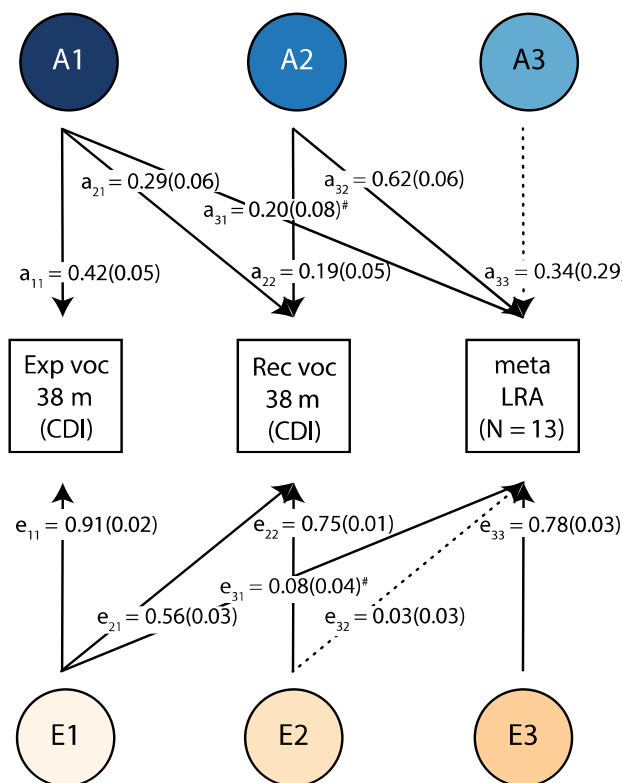 A1 A2 A3
a21 = 0.29(0.06) a32 = 0.62(0.06)
a31 = 0.20(0.08)#
a11 = 0.42(0.05) a22 = 0.19(0.05) a33 = 0.34(0.29)
Exp voc Rec voc meta
38 m 38 m LRA
(CDI) (CDI) (N = 13)
e11 = 0.91(0.02) e22 = 0.75(0.01) e33 = 0.78(0.03)
e31 = 0.08(0.04)#
e21 = 0.56(0.03) e32 = 0.03(0.03)
E1 E2 E3